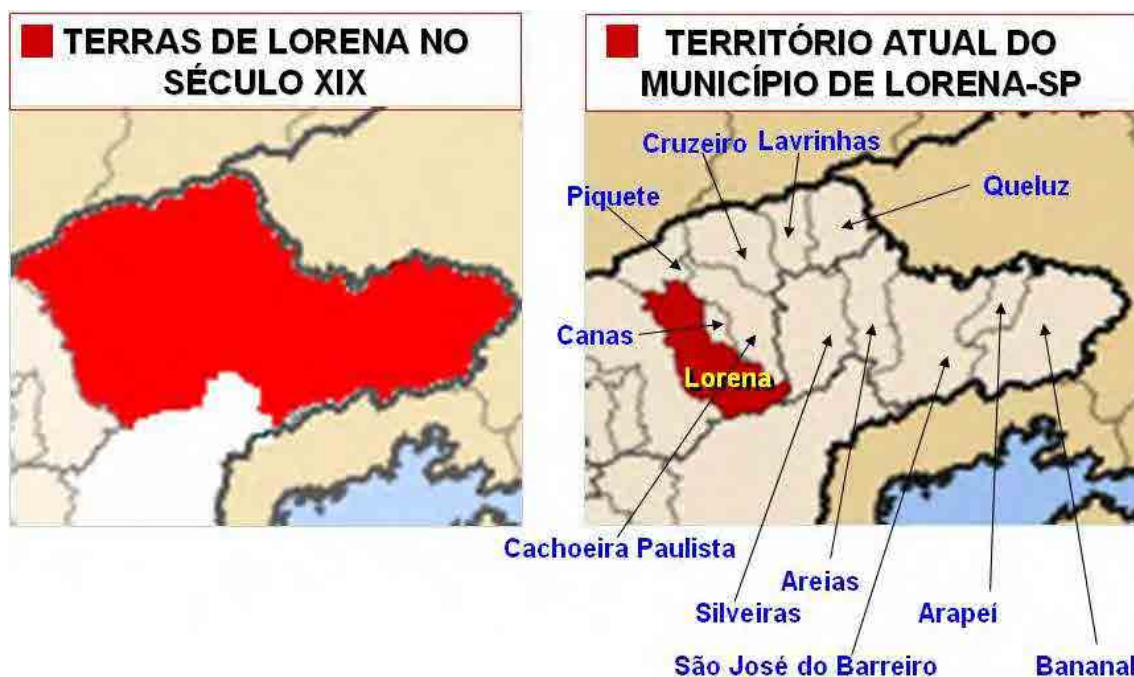 TERRAS DE LORENA NO
SÉCULO XIX
TERRITÓRIO ATUAL DO
MUNICÍPIO DE LORENA-SP
Cruzeiro
Lavrinhas
Piquete
Queluz
Canas
Lorena
Cachoeira Paulista
Areias
Silveiras
Arapeí
São José do Barreiro
Bananal